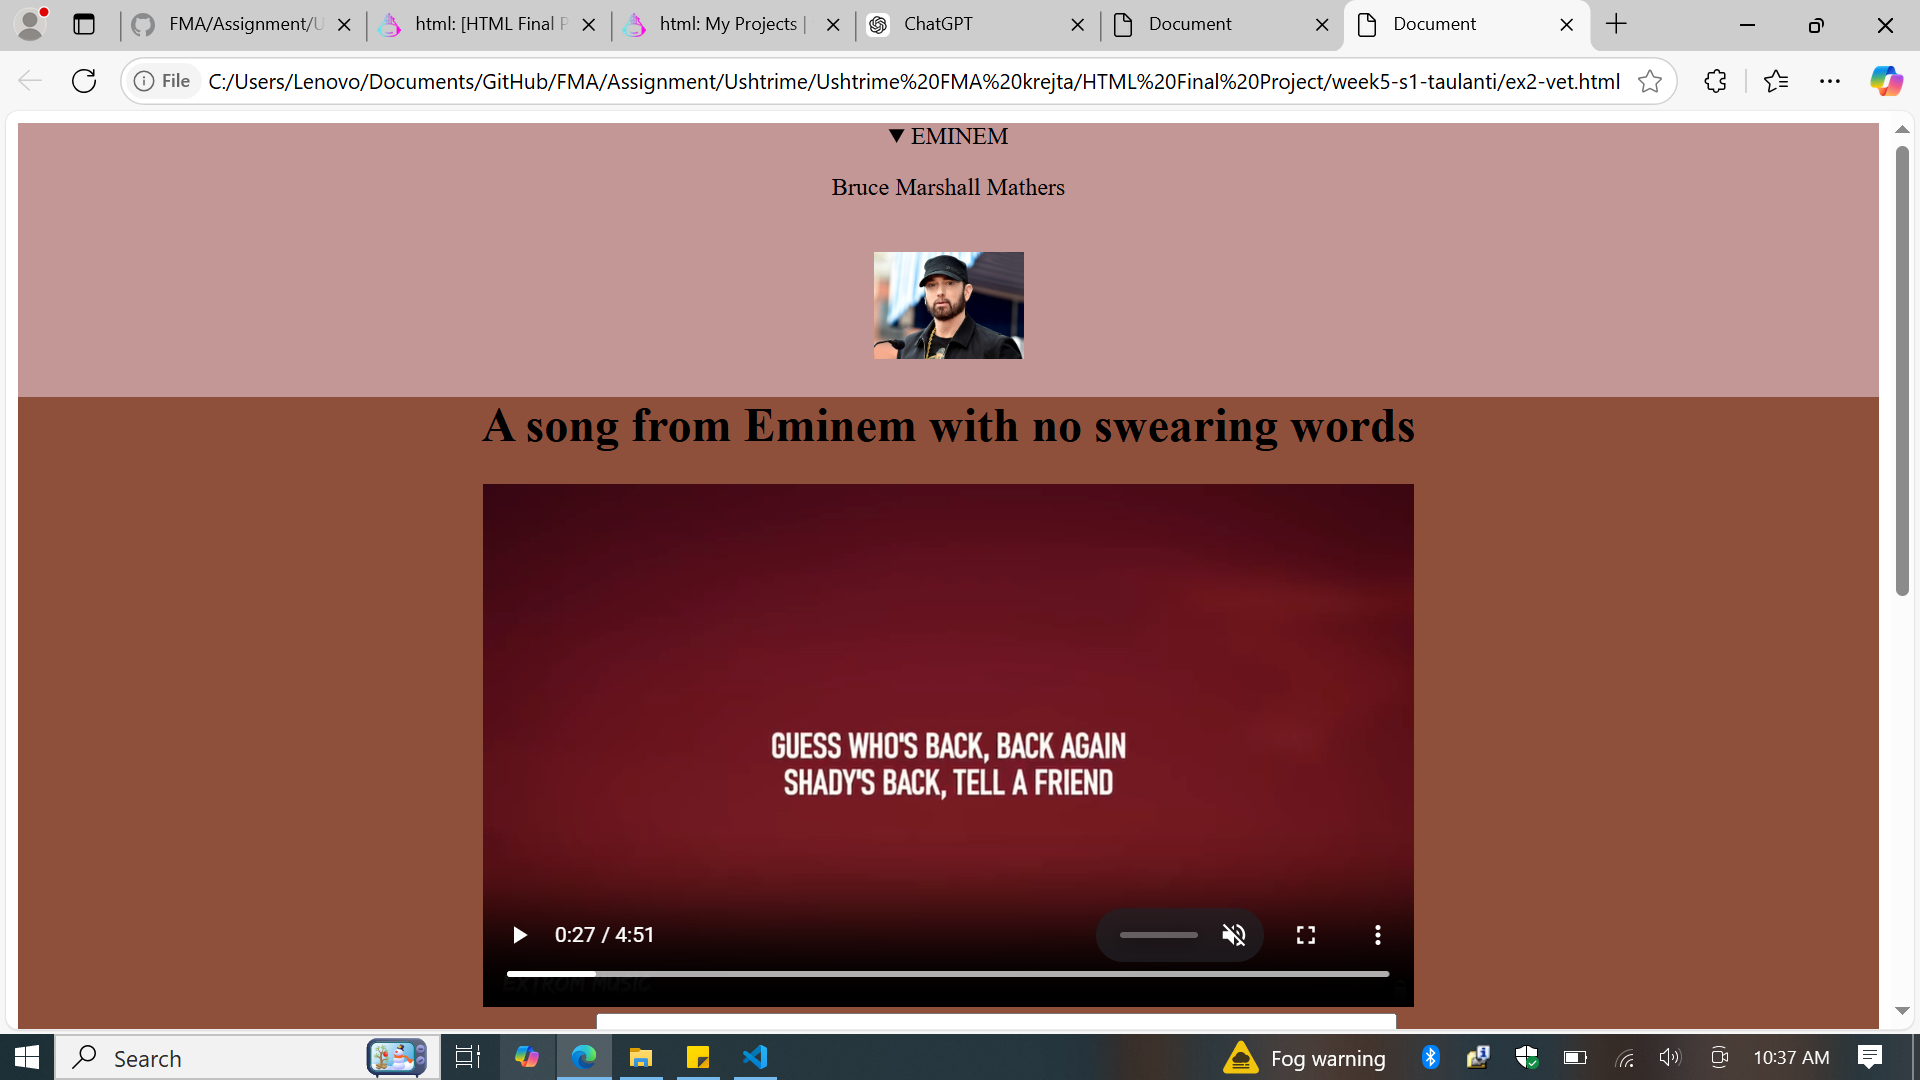 FMA/Assignment/U
html: [HTML Final P
html: My Projects |
ChatGPT
Document
Document
File
C:/Users/Lenovo/Documents/GitHub/FMA/Assignment/Ushtrime/Ushtrime%20FMA%20krejta/HTML%20Final%20Project/week5-s1-taulanti/ex2-vet.html
▼ EMINEM
Bruce Marshall Mathers
A song from Eminem with no swearing words
GUESS WHO'S BACK, BACK AGAIN
SHADY'S BACK, TELL A FRIEND
0:27 / 4:51
EXTROM MUSIC
Search
Fog warning
10:37 AM